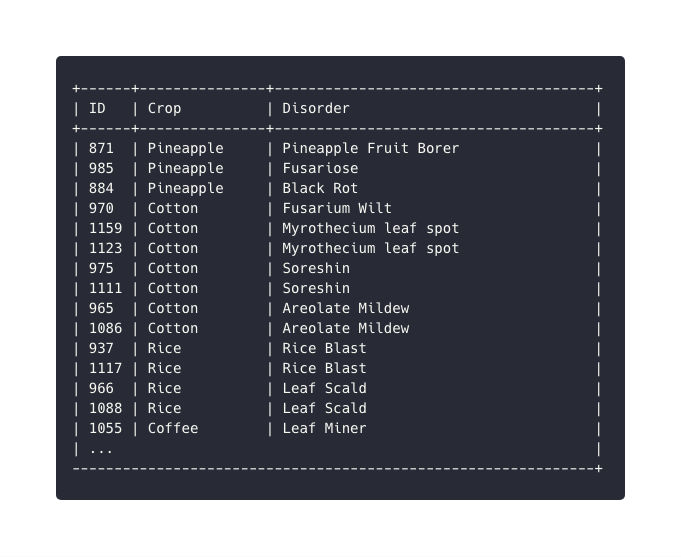 +------+---------------+--------------------------------------+
| ID   | Crop          | Disorder                             |
+------+---------------+--------------------------------------+
| 871  | Pineapple     | Pineapple Fruit Borer                |
| 985  | Pineapple     | Fusariose                            |
| 884  | Pineapple     | Black Rot                            |
| 970  | Cotton        | Fusarium Wilt                        |
| 1159 | Cotton        | Myrothecium leaf spot                |
| 1123 | Cotton        | Myrothecium leaf spot                |
| 975  | Cotton        | Soreshin                             |
| 1111 | Cotton        | Soreshin                             |
| 965  | Cotton        | Areolate Mildew                      |
| 1086 | Cotton        | Areolate Mildew                      |
| 937  | Rice          | Rice Blast                           |
| 1117 | Rice          | Rice Blast                           |
| 966  | Rice          | Leaf Scald                           |
| 1088 | Rice          | Leaf Scald                           |
| 1055 | Coffee        | Leaf Miner                           |
| ...                                                         |
--------------------------------------------------------------+